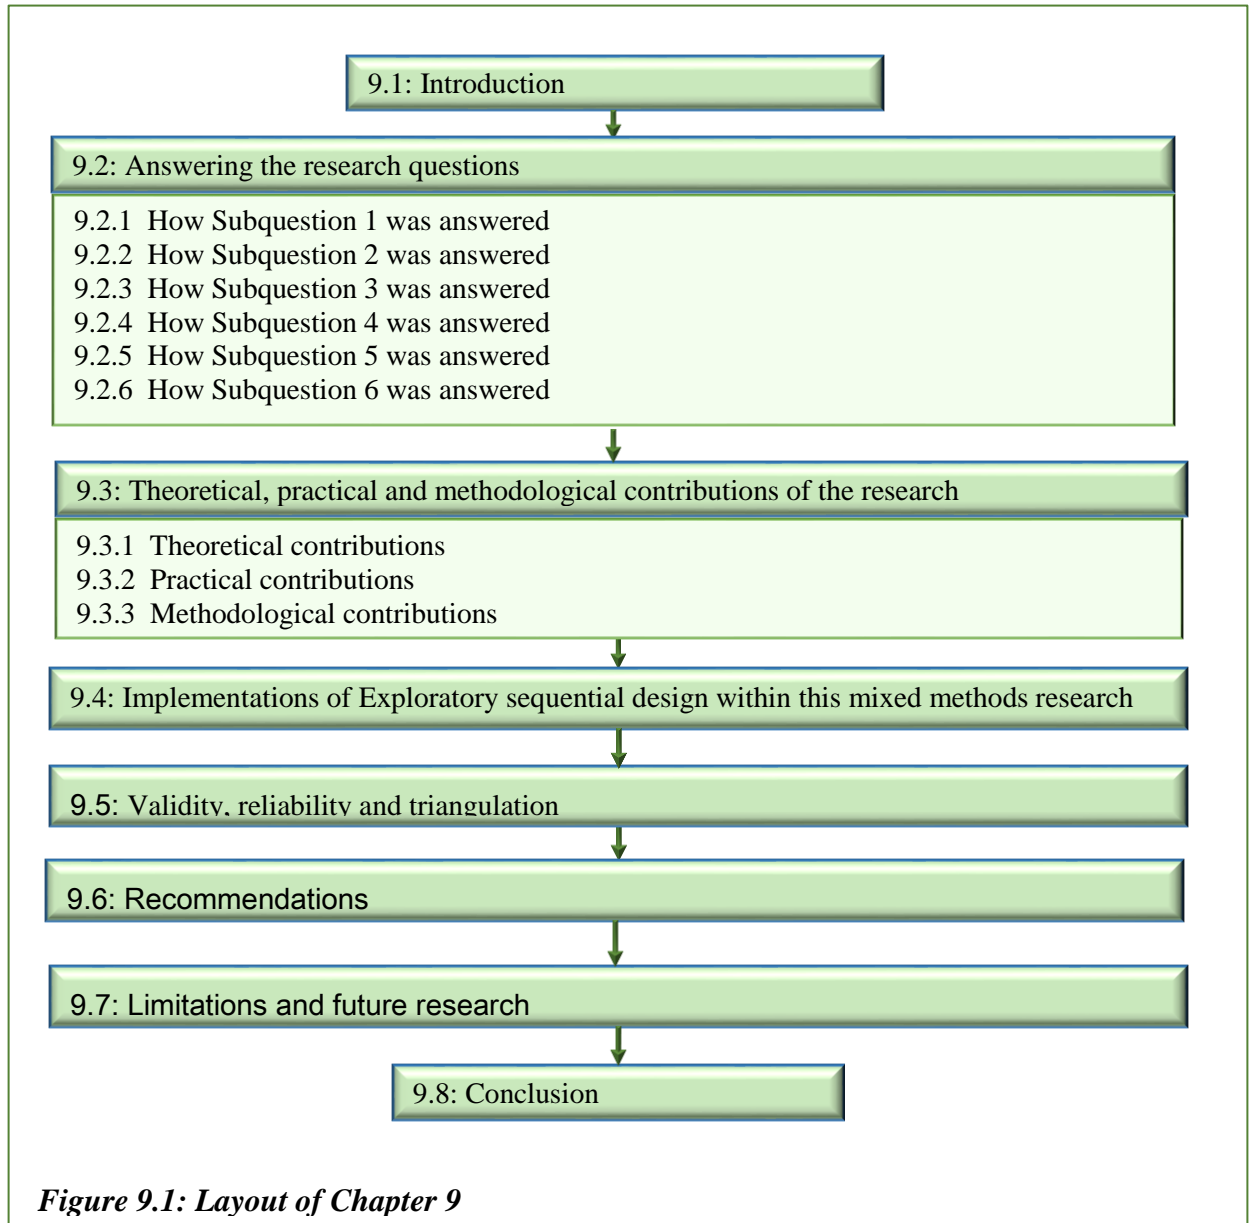 9.1: Introduction
9.2: Answering the research questions
9.2.1 How Subquestion 1 was answered
9.2.2 How Subquestion 2 was answered
9.2.3 How Subquestion 3 was answered
9.2.4 How Subquestion 4 was answered
9.2.5 How Subquestion 5 was answered
9.2.6 How Subquestion 6 was answered
9.3: Theoretical, practical and methodological contributions of the research
9.3.1 Theoretical contributions
9.3.2 Practical contributions
9.3.3 Methodological contributions
9.4: Implementations of Exploratory sequential design within this mixed methods research
9.5: Validity, reliability and triangulation
9.6: Recommendations
9.7: Limitations and future research
9.8: Conclusion
Figure 9.1: Layout of Chapter 9